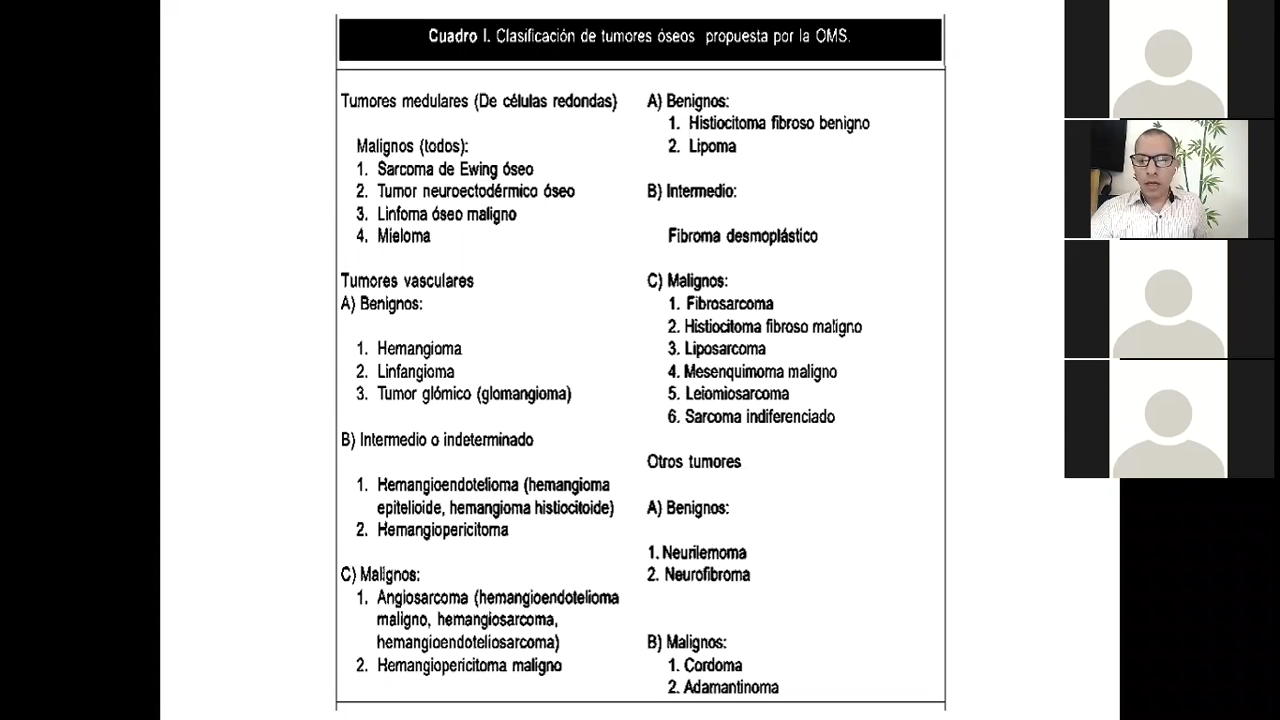 Cuadro I. Clasificación de tumores óseos propuesta por la OMS.
Tumores medulares (De células redondas)
Malignos (todos):
1. Sarcoma de Ewing óseo
2. Tumor neuroectodérmico óseo
3. Linfoma óseo maligno
4. Mieloma
Tumores vasculares
A) Benignos:
1. Hemangioma
2. Linfangioma
3. Tumor glómico (glomangioma)
B) Intermedio o indeterminado
1. Hemangioendotelioma (hemangioma
epitelioide, hemangioma histiocitoide)
2. Hemangiopericitoma
C) Malignos:
1. Angiosarcoma (hemangioendotelioma
maligno, hemangiosarcoma,
hemangioendoteliosarcoma)
2. Hemangiopericitoma maligno
A) Benignos:
1. Histiocitoma fibroso benigno
2. Lipoma
B) Intermedio:
Fibroma desmoplástico
C) Malignos:
1. Fibrosarcoma
2. Histiocitoma fibroso maligno
3. Liposarcoma
4. Mesenquimoma maligno
5. Leiomiosarcoma
6. Sarcoma indiferenciado
Otros tumores
A) Benignos:
1. Neurilemoma
2. Neurofibroma
B) Malignos:
1. Cordoma
2. Adamantinoma